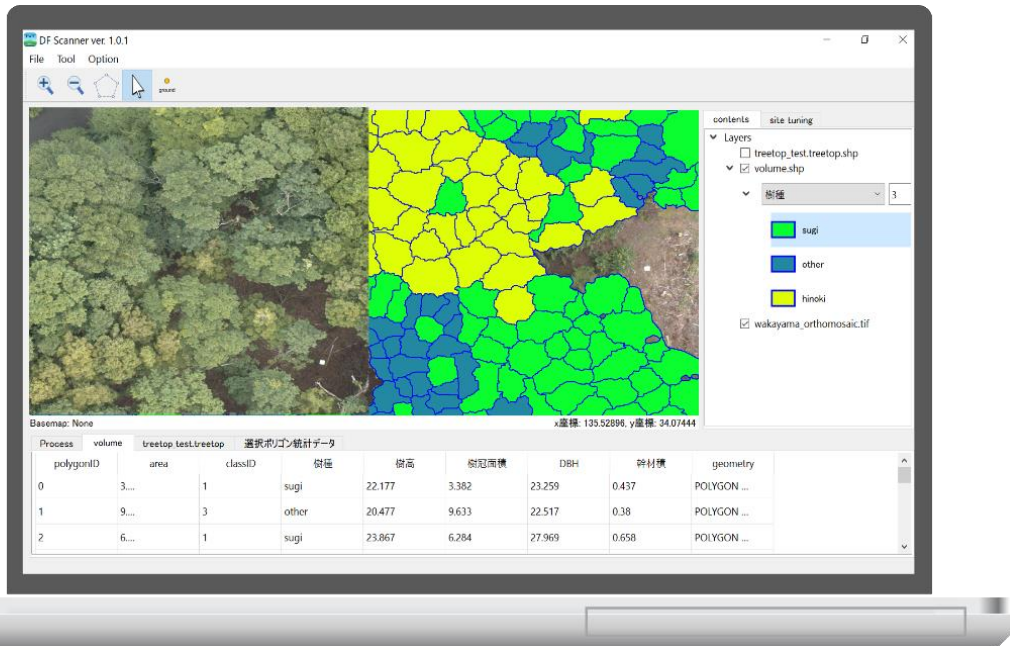 DF Scanner ver. 1.0.1
File Tool Option
ground
contents site tuning
Layers
treetop_test.treetop.shp
volume.shp
樹種 3
sugi
other
hinoki
wakayama_orthomosaic.tif
Basemap: None x座標: 135.52896, y座標: 34.07444
Process volume treetop_test.treetop 選択ポリゴン統計データ
polygonID area classID 樹種 樹高 樹冠面積 DBH 幹材積 geometry
0 3.... 1 sugi 22.177 3.382 23.259 0.437 POLYGON ...
1 9.... 3 other 20.477 9.633 22.517 0.38 POLYGON ...
2 6.... 1 sugi 23.867 6.284 27.969 0.658 POLYGON ...